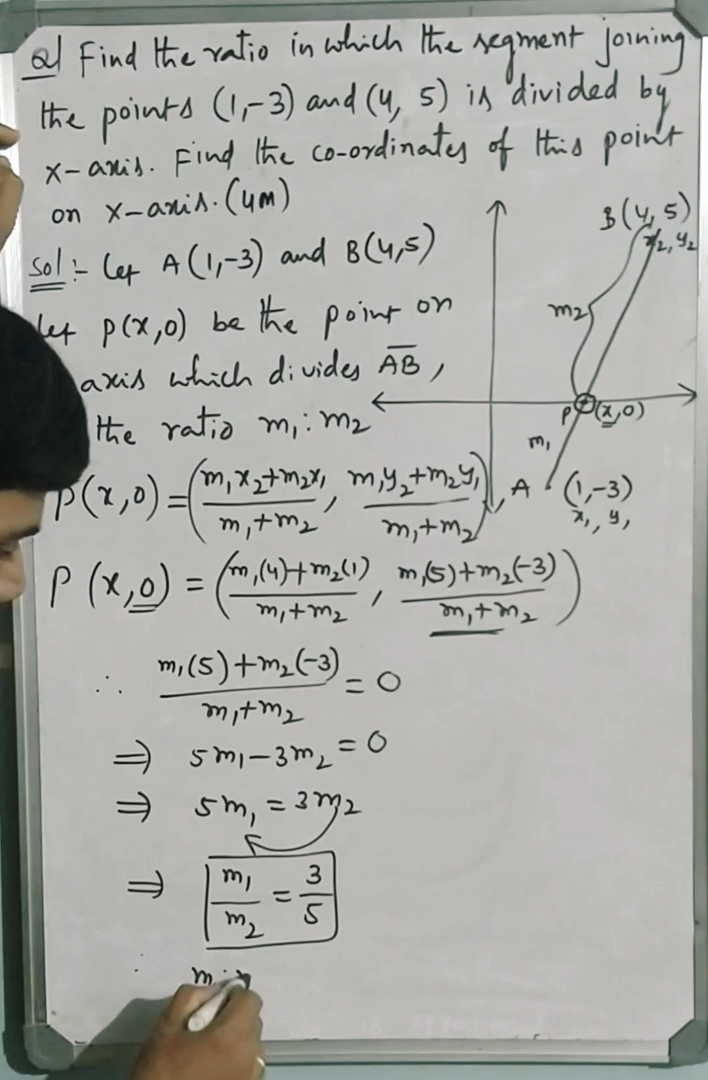 Q) Find the ratio in which the segment joining
the points (1,-3) and (4, 5) is divided by
x-axis. Find the co-ordinates of this point
on x-axis. (4M)
Sol:- Let A(1,-3) and B(4,5)
Let P(x,0) be the point on
axis which divides A̅B̅,
the ratio m₁:m₂
P(x,0) = (m₁x₂+m₂x₁/m₁+m₂, m₁y₂+m₂y₁/m₁+m₂),
P(x,0) = (m₁(4)+m₂(1)/m₁+m₂, m₁(5)+m₂(-3)/m₁+m₂)
∴ m₁(5)+m₂(-3)/m₁+m₂ = 0
⇒ 5m₁-3m₂ = 0
⇒ 5m₁ = 3m₂
⇒ m₁/m₂ = 3/5
m :
B(4, 5)
x₂, y₂
m₂
P (x,0)
m₁
A (1,-3)
x₁, y₁